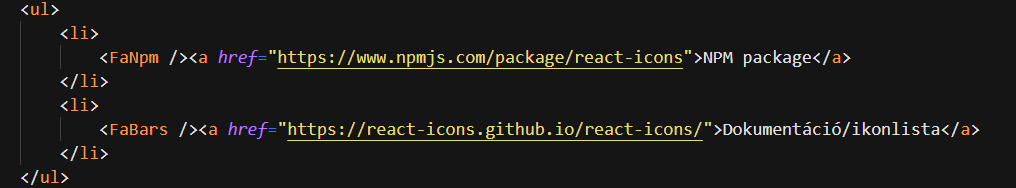 <ul>
<li>
<FaNpm /><a href="https://www.npmjs.com/package/react-icons">NPM package</a>
</li>
<li>
<FaBars /><a href="https://react-icons.github.io/react-icons/">Dokumentáció/ikonlista</a>
</li>
</ul>